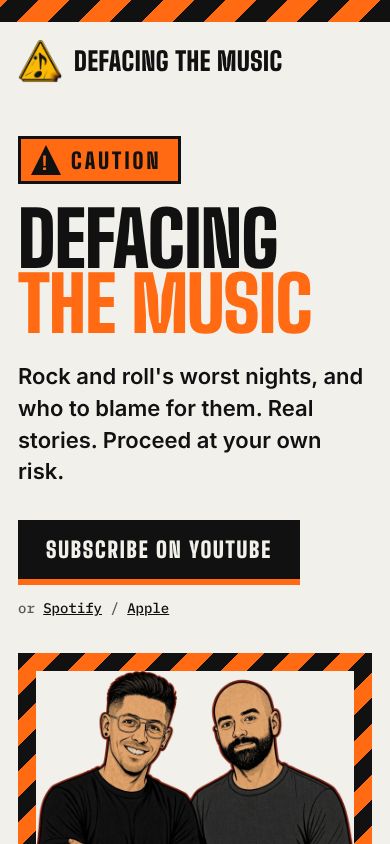 DEFACING THE MUSIC
CAUTION
DEFACING
THE MUSIC
Rock and roll's worst nights, and
who to blame for them. Real
stories. Proceed at your own
risk.
SUBSCRIBE ON YOUTUBE
or Spotify / Apple